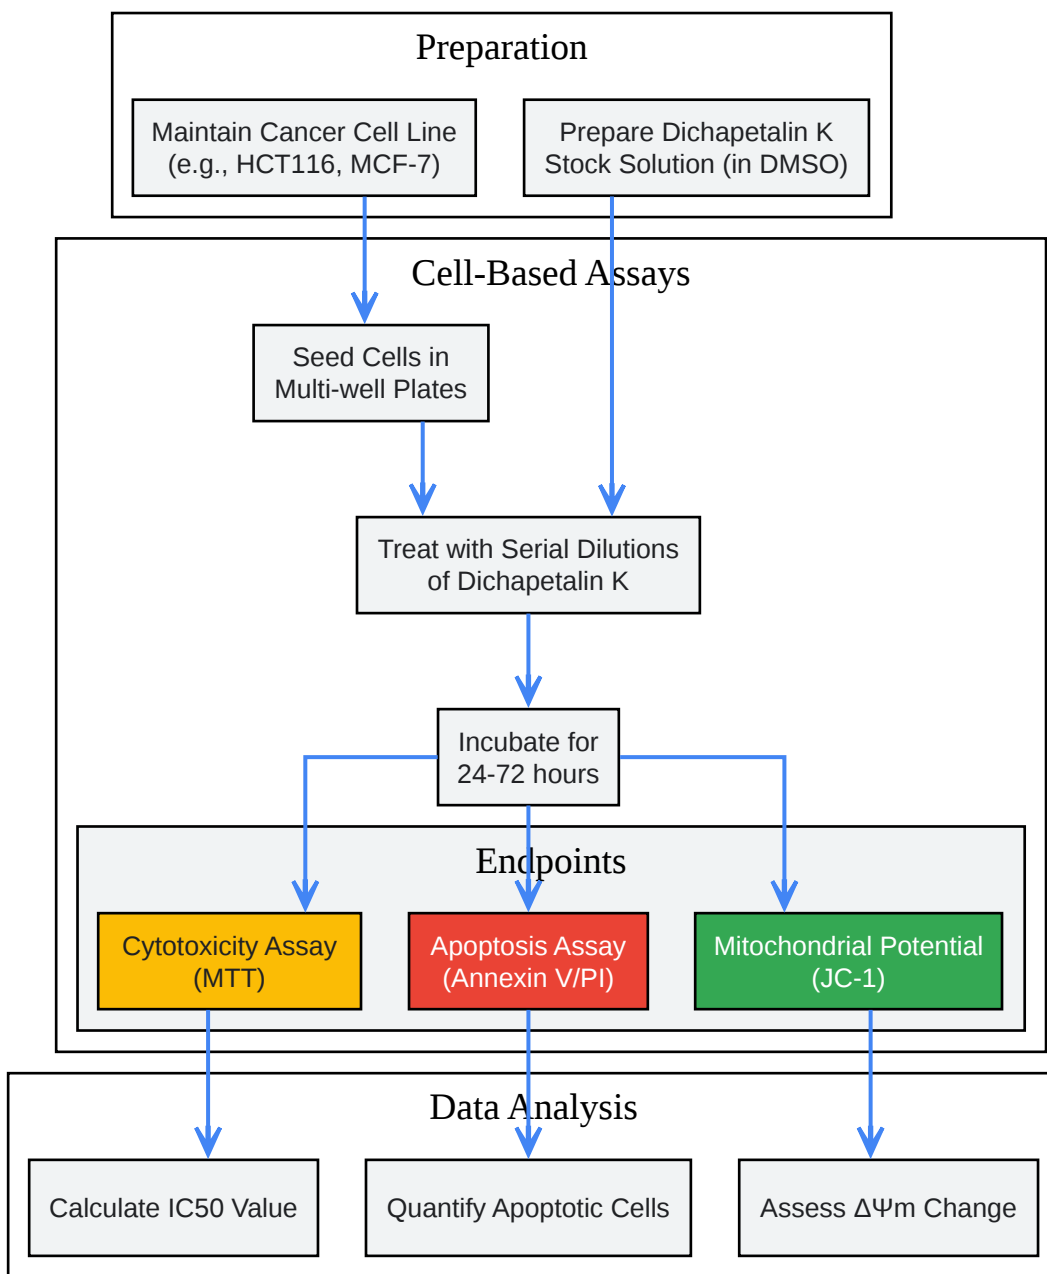 Preparation
Maintain Cancer Cell Line
(e.g., HCT116, MCF-7)
Prepare Dichapetalin K
Stock Solution (in DMSO)
Cell-Based Assays
Seed Cells in
Multi-well Plates
Treat with Serial Dilutions
of Dichapetalin K
Incubate for
24-72 hours
Endpoints
Cytotoxicity Assay
(MTT)
Apoptosis Assay
(Annexin V/PI)
Mitochondrial Potential
(JC-1)
Data Analysis
Calculate IC50 Value
Quantify Apoptotic Cells
Assess ΔΨm Change